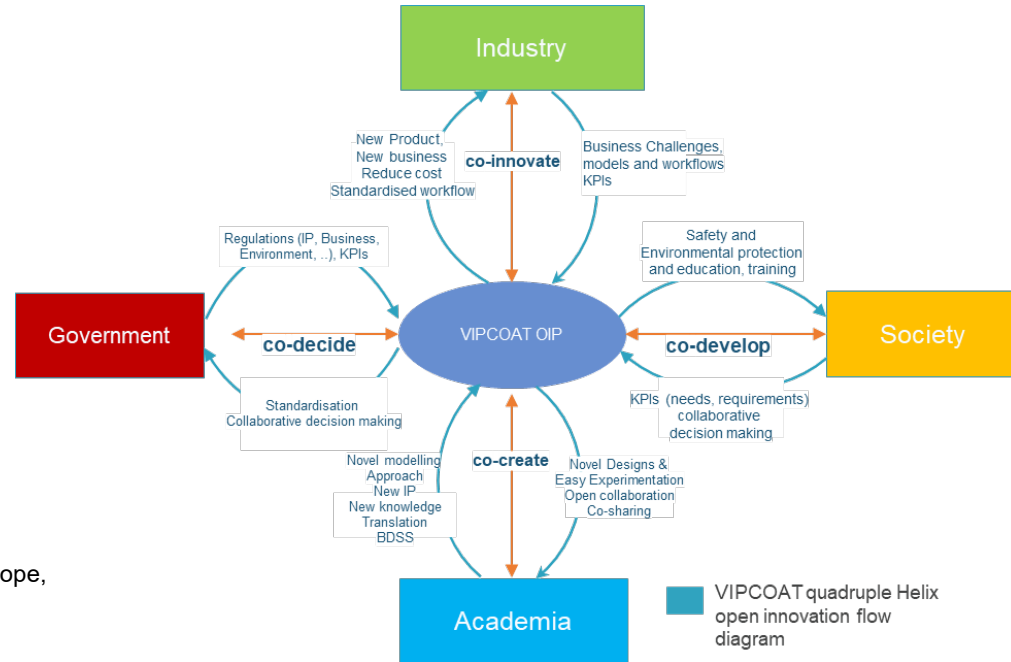 Industry
New Product,
New business
Reduce cost
Standardised workflow
co-innovate
Business Challenges,
models and workflows
KPIs
Regulations (IP, Business,
Environment, ..), KPIs
Safety and
Environmental protection
and education, training
Government
co-decide
VIPCOAT OIP
co-develop
Society
Standardisation
Collaborative decision making
KPIs (needs, requirements)
collaborative
decision making
Novel modelling
Approach
New IP
New knowledge
Translation
BDSS
co-create
Novel Designs &
Easy Experimentation
Open collaboration
Co-sharing
ope,
Academia
VIPCOAT quadruple Helix
open innovation flow
diagram